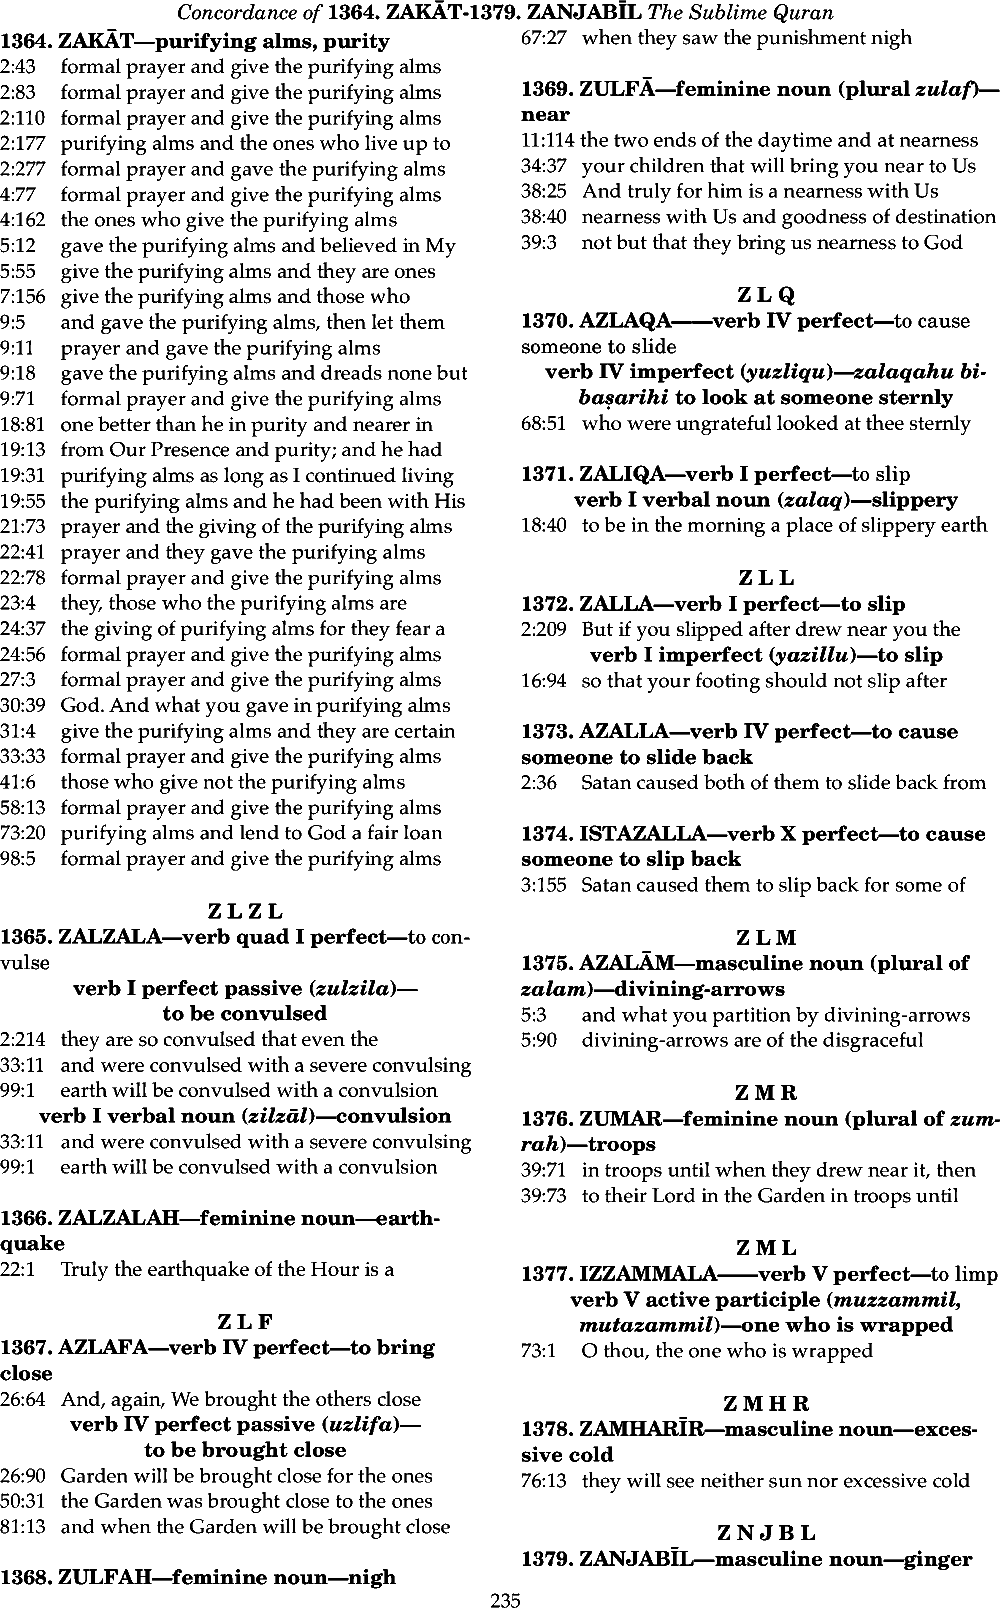 Concordance of 1364. ZAKĀT-1379. ZANJABĪL The Sublime Quran
1364. ZAKĀT—purifying alms, purity
2:43 formal prayer and give the purifying alms
2:83 formal prayer and give the purifying alms
2:110 formal prayer and give the purifying alms
2:177 purifying alms and the ones who live up to
2:277 formal prayer and gave the purifying alms
4:77 formal prayer and give the purifying alms
4:162 the ones who give the purifying alms
5:12 gave the purifying alms and believed in My
5:55 give the purifying alms and they are ones
7:156 give the purifying alms and those who
9:5 and gave the purifying alms, then let them
9:11 prayer and gave the purifying alms
9:18 gave the purifying alms and dreads none but
9:71 formal prayer and give the purifying alms
18:81 one better than he in purity and nearer in
19:13 from Our Presence and purity; and he had
19:31 purifying alms as long as I continued living
19:55 the purifying alms and he had been with His
21:73 prayer and the giving of the purifying alms
22:41 prayer and they gave the purifying alms
22:78 formal prayer and give the purifying alms
23:4 they, those who the purifying alms are
24:37 the giving of purifying alms for they fear a
24:56 formal prayer and give the purifying alms
27:3 formal prayer and give the purifying alms
30:39 God. And what you gave in purifying alms
31:4 give the purifying alms and they are certain
33:33 formal prayer and give the purifying alms
41:6 those who give not the purifying alms
58:13 formal prayer and give the purifying alms
73:20 purifying alms and lend to God a fair loan
98:5 formal prayer and give the purifying alms
Z L Z L
1365. ZALZALA—verb quad I perfect—to con-
vulse
verb I perfect passive (zulzila)—
to be convulsed
2:214 they are so convulsed that even the
33:11 and were convulsed with a severe convulsing
99:1 earth will be convulsed with a convulsion
verb I verbal noun (zilzāl)—convulsion
33:11 and were convulsed with a severe convulsing
99:1 earth will be convulsed with a convulsion
1366. ZALZALAH—feminine noun—earth-
quake
22:1 Truly the earthquake of the Hour is a
Z L F
1367. AZLAFA—verb IV perfect—to bring
close
26:64 And, again, We brought the others close
verb IV perfect passive (uzlifa)—
to be brought close
26:90 Garden will be brought close for the ones
50:31 the Garden was brought close to the ones
81:13 and when the Garden will be brought close
1368. ZULFAH—feminine noun—nigh
67:27 when they saw the punishment nigh
1369. ZULFĀ—feminine noun (plural zulaf)—
near
11:114 the two ends of the daytime and at nearness
34:37 your children that will bring you near to Us
38:25 And truly for him is a nearness with Us
38:40 nearness with Us and goodness of destination
39:3 not but that they bring us nearness to God
Z L Q
1370. AZLAQA——verb IV perfect—to cause
someone to slide
verb IV imperfect (yuzliqu)—zalaqahu bi-
baṣarihi to look at someone sternly
68:51 who were ungrateful looked at thee sternly
1371. ZALIQA—verb I perfect—to slip
verb I verbal noun (zalaq)—slippery
18:40 to be in the morning a place of slippery earth
Z L L
1372. ZALLA—verb I perfect—to slip
2:209 But if you slipped after drew near you the
verb I imperfect (yazillu)—to slip
16:94 so that your footing should not slip after
1373. AZALLA—verb IV perfect—to cause
someone to slide back
2:36 Satan caused both of them to slide back from
1374. ISTAZALLA—verb X perfect—to cause
someone to slip back
3:155 Satan caused them to slip back for some of
Z L M
1375. AZALĀM—masculine noun (plural of
zalam)—divining-arrows
5:3 and what you partition by divining-arrows
5:90 divining-arrows are of the disgraceful
Z M R
1376. ZUMAR—feminine noun (plural of zum-
rah)—troops
39:71 in troops until when they drew near it, then
39:73 to their Lord in the Garden in troops until
Z M L
1377. IZZAMMALA——verb V perfect—to limp
verb V active participle (muzzammil,
mutazammil)—one who is wrapped
73:1 O thou, the one who is wrapped
Z M H R
1378. ZAMHARĪR—masculine noun—exces-
sive cold
76:13 they will see neither sun nor excessive cold
Z N J B L
1379. ZANJABĪL—masculine noun—ginger
235